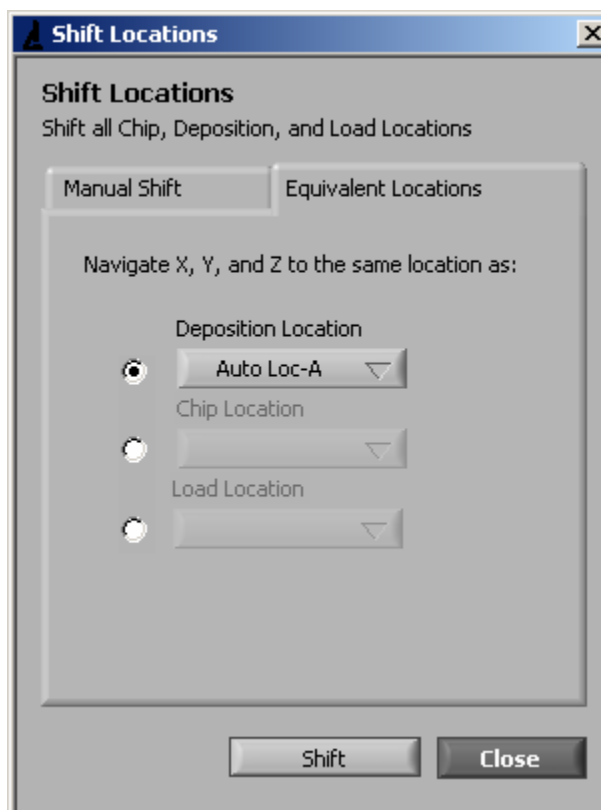 Shift Locations
Shift Locations
Shift all Chip, Deposition, and Load Locations
Manual Shift
Equivalent Locations
Navigate X, Y, and Z to the same location as:
Deposition Location
Auto Loc-A
Chip Location
Load Location
Shift
Close